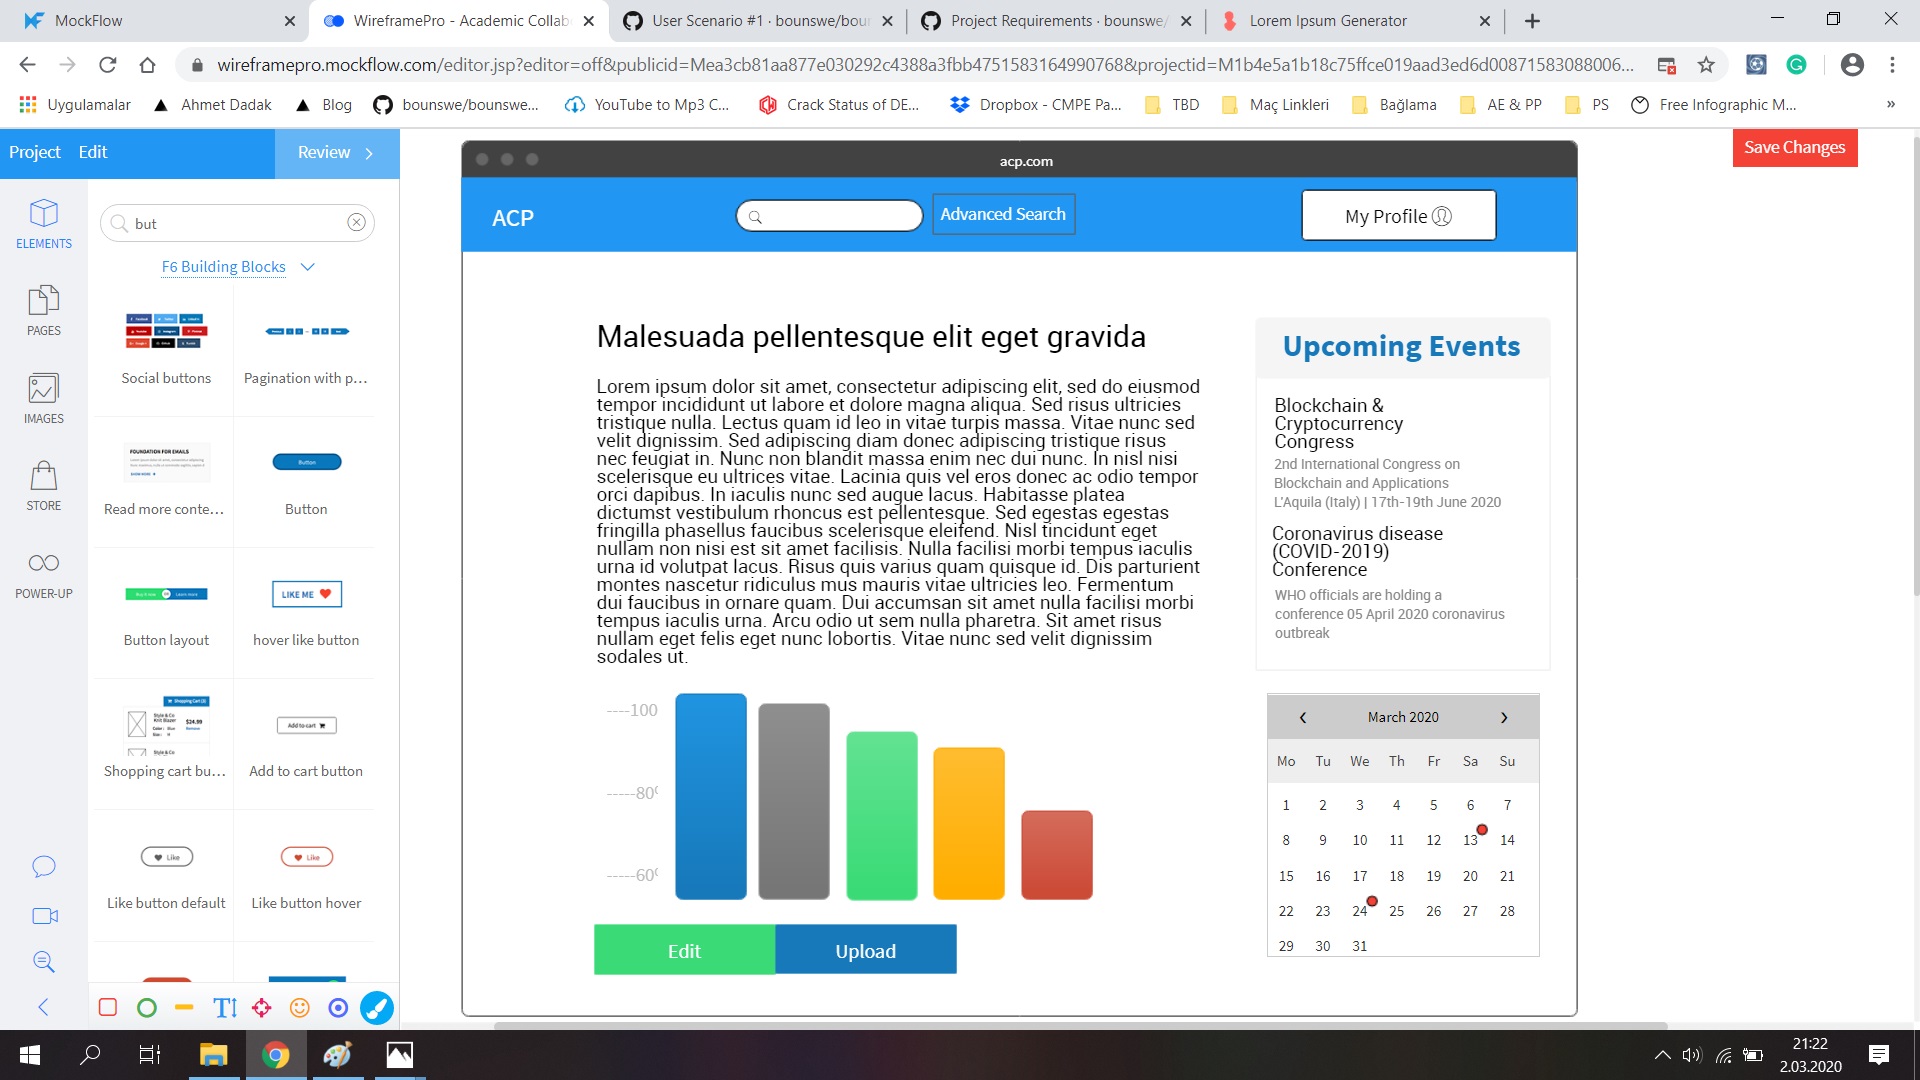 MockFlow
WireframePro - Academic Collab
User Scenario #1 · bounswe/boun
Project Requirements · bounswe/
Lorem Ipsum Generator
wireframepro.mockflow.com/editor.jsp?editor=off&publicid=Mea3cb81aa877e030292c4388a3fbb4751583164990768&projectid=M1b4e5a1b18c75ffce019aad3ed6d00871583088006...
Uygulamalar
Ahmet Dadak
Blog
bounswe/bounswe...
YouTube to Mp3 C...
Crack Status of DE...
Dropbox - CMPE Pa...
TBD
Maç Linkleri
Bağlama
AE & PP
PS
Free Infographic M...
»
Project
Edit
Review
Save Changes
ELEMENTS
PAGES
IMAGES
STORE
POWER-UP
but
F6 Building Blocks
Social buttons
Pagination with p...
FOUNDATION FOR EMAILS
Read more conte...
Button
Button
Button layout
LIKE ME
hover like button
Shopping Cart (3)
$24.99
Shopping cart bu...
Add to cart
Add to cart button
Like
Like button default
Like
Like button hover
acp.com
ACP
Advanced Search
My Profile
Malesuada pellentesque elit eget gravida
Lorem ipsum dolor sit amet, consectetur adipiscing elit, sed do eiusmod
tempor incididunt ut labore et dolore magna aliqua. Sed risus ultricies
tristique nulla. Lectus quam id leo in vitae turpis massa. Vitae nunc sed
velit dignissim. Sed adipiscing diam donec adipiscing tristique risus
nec feugiat in. Nunc non blandit massa enim nec dui nunc. In nisl nisi
scelerisque eu ultrices vitae. Lacinia quis vel eros donec ac odio tempor
orci dapibus. In iaculis nunc sed augue lacus. Habitasse platea
dictumst vestibulum rhoncus est pellentesque. Sed egestas egestas
fringilla phasellus faucibus scelerisque eleifend. Nisl tincidunt eget
nullam non nisi est sit amet facilisis. Nulla facilisi morbi tempus iaculis
urna id volutpat lacus. Risus quis varius quam quisque id. Dis parturient
montes nascetur ridiculus mus mauris vitae ultricies leo. Fermentum
dui faucibus in ornare quam. Dui accumsan sit amet nulla facilisi morbi
tempus iaculis urna. Arcu odio ut sem nulla pharetra. Sit amet risus
nullam eget felis eget nunc lobortis. Vitae nunc sed velit dignissim
sodales ut.
----100
-----80
-----60
Edit
Upload
Upcoming Events
Blockchain &
Cryptocurrency
Congress
2nd International Congress on
Blockchain and Applications
L'Aquila (Italy) | 17th-19th June 2020
Coronavirus disease
(COVID-2019)
Conference
WHO officials are holding a
conference 05 April 2020 coronavirus
outbreak
March 2020
Mo Tu We Th Fr Sa Su
1 2 3 4 5 6 7
8 9 10 11 12 13 14
15 16 17 18 19 20 21
22 23 24 25 26 27 28
29 30 31
21:22
2.03.2020